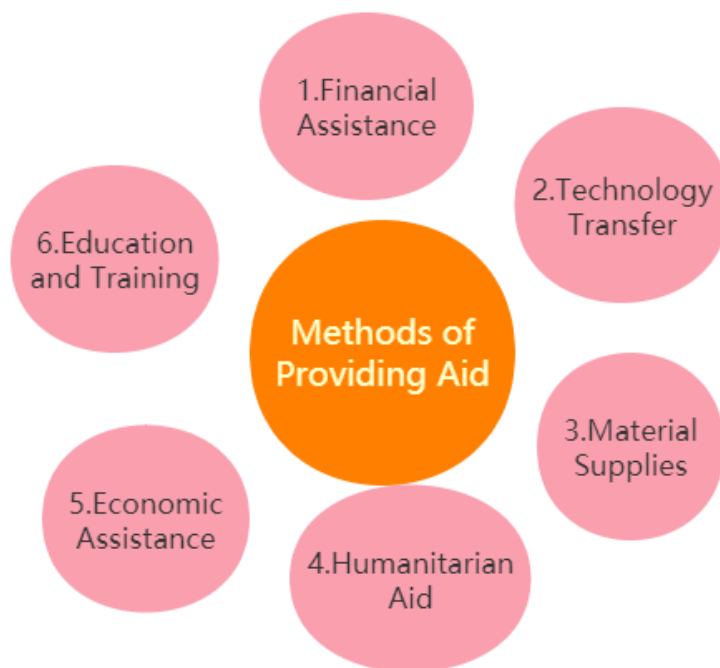 1.Financial
Assistance
2.Technology
Transfer
6.Education
and Training
Methods of
Providing Aid
3.Material
Supplies
5.Economic
Assistance
4.Humanitarian
Aid